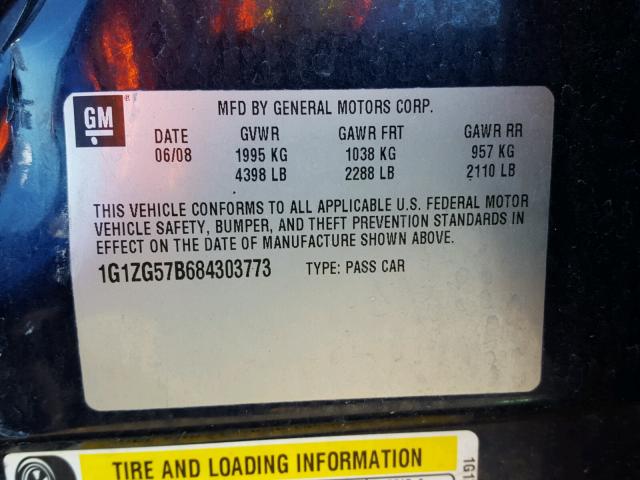 GM
MFD BY GENERAL MOTORS CORP.
DATE GVWR GAWR FRT GAWR RR
06/08 1995 KG 1038 KG 957 KG
4398 LB 2288 LB 2110 LB
THIS VEHICLE CONFORMS TO ALL APPLICABLE U.S. FEDERAL MOTOR
VEHICLE SAFETY, BUMPER, AND THEFT PREVENTION STANDARDS IN
EFFECT ON THE DATE OF MANUFACTURE SHOWN ABOVE.
1G1ZG57B684303773 TYPE: PASS CAR
TIRE AND LOADING INFORMATION
1G1